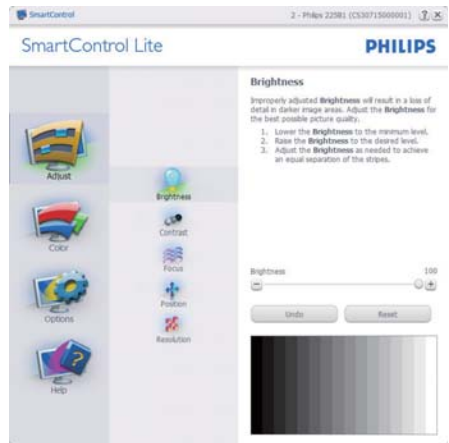 SmartControl
2 - Philips 225B1 (CS30715000001)
SmartControl Lite
PHILIPS
Adjust
Color
Options
Help
Brightness
Contrast
Focus
Position
Resolution
Brightness
Improperly adjusted Brightness will result in a loss of
detail in darker image areas. Adjust the Brightness for
the best possible picture quality.
1. Lower the Brightness to the minimum level.
2. Raise the Brightness to the desired level.
3. Adjust the Brightness as needed to achieve
an equal separation of the stripes.
Brightness 100
Undo Reset